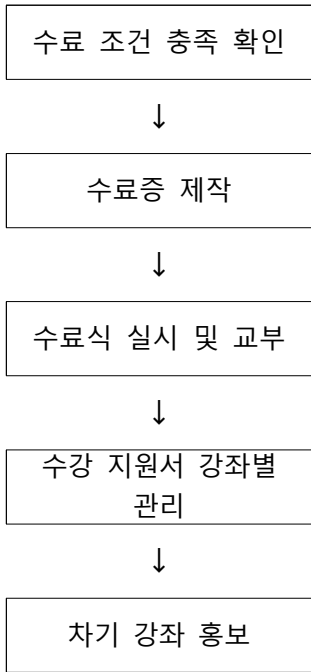 수료 조건 충족 확인
↓
수료증 제작
↓
수료식 실시 및 교부
↓
수강 지원서 강좌별
관리
↓
차기 강좌 홍보